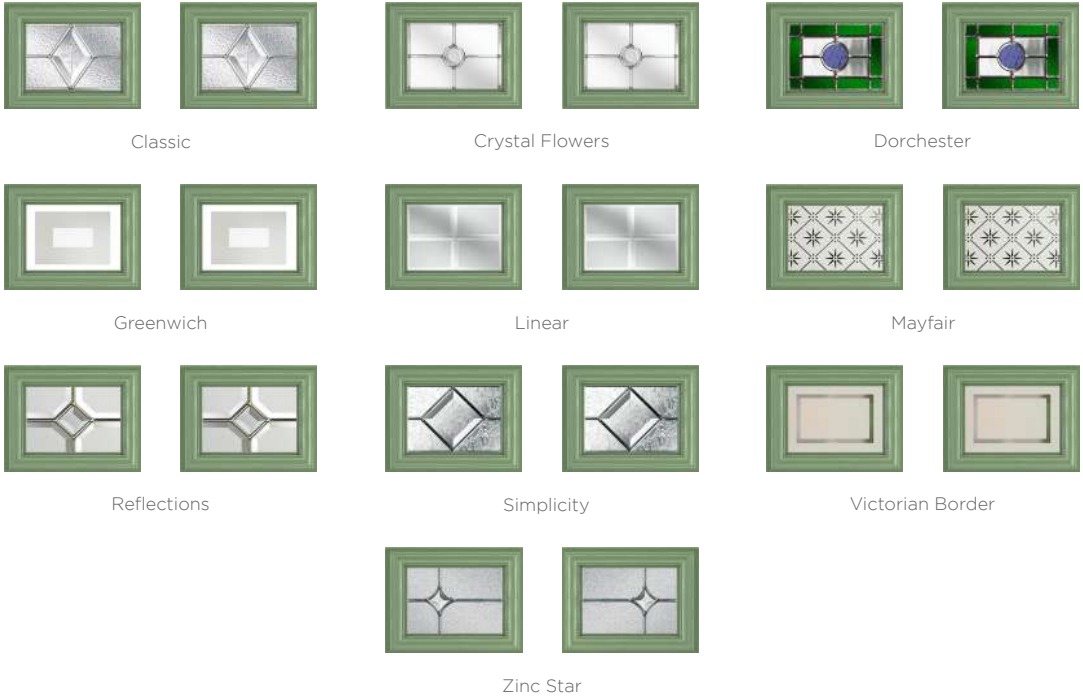 Classic
Crystal Flowers
Dorchester
Greenwich
Linear
Mayfair
Reflections
Simplicity
Victorian Border
Zinc Star